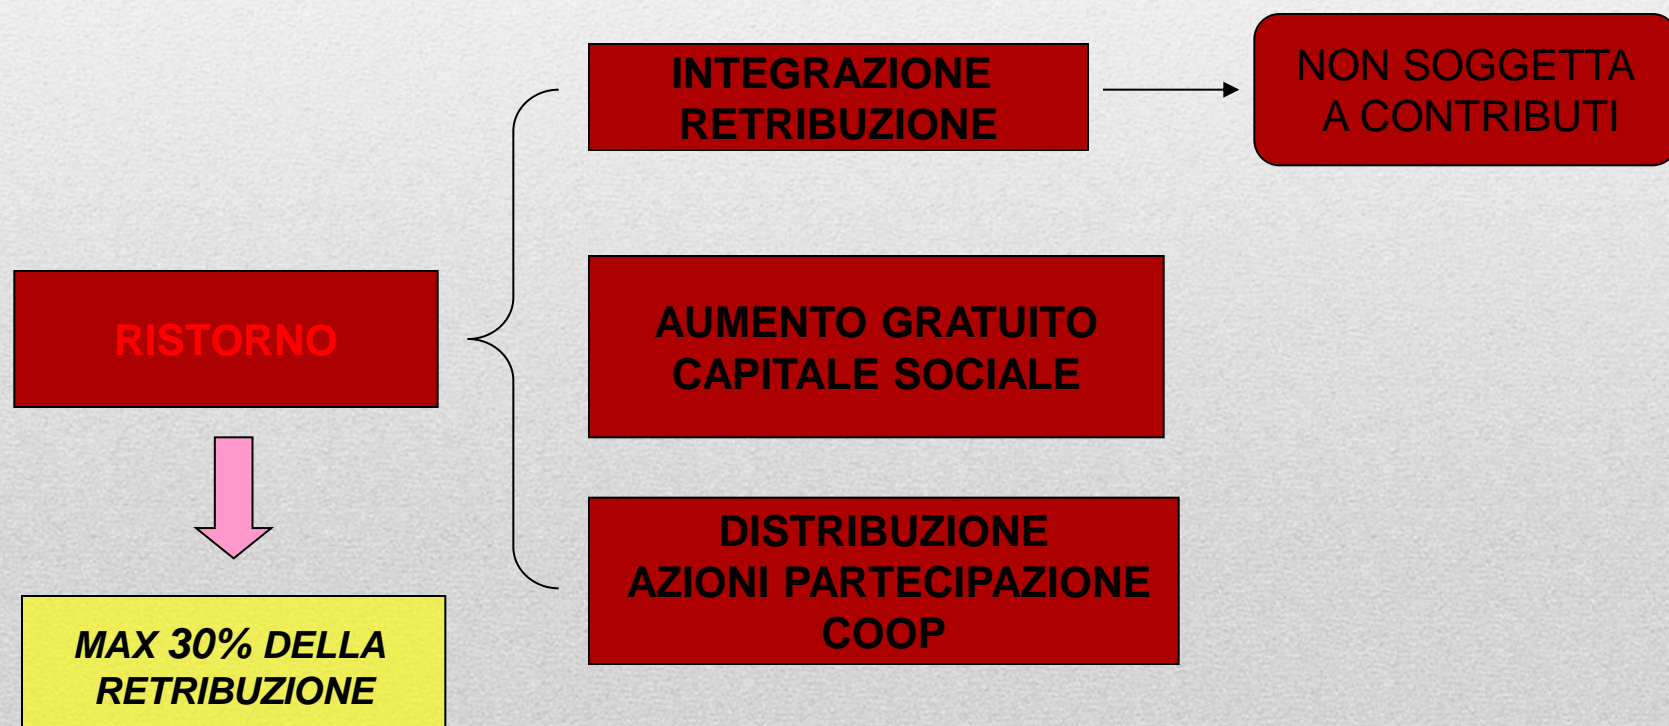 INTEGRAZIONE
RETRIBUZIONE
NON SOGGETTA
A CONTRIBUTI
RISTORNO
AUMENTO GRATUITO
CAPITALE SOCIALE
DISTRIBUZIONE
AZIONI PARTECIPAZIONE
COOP
MAX 30% DELLA
RETRIBUZIONE